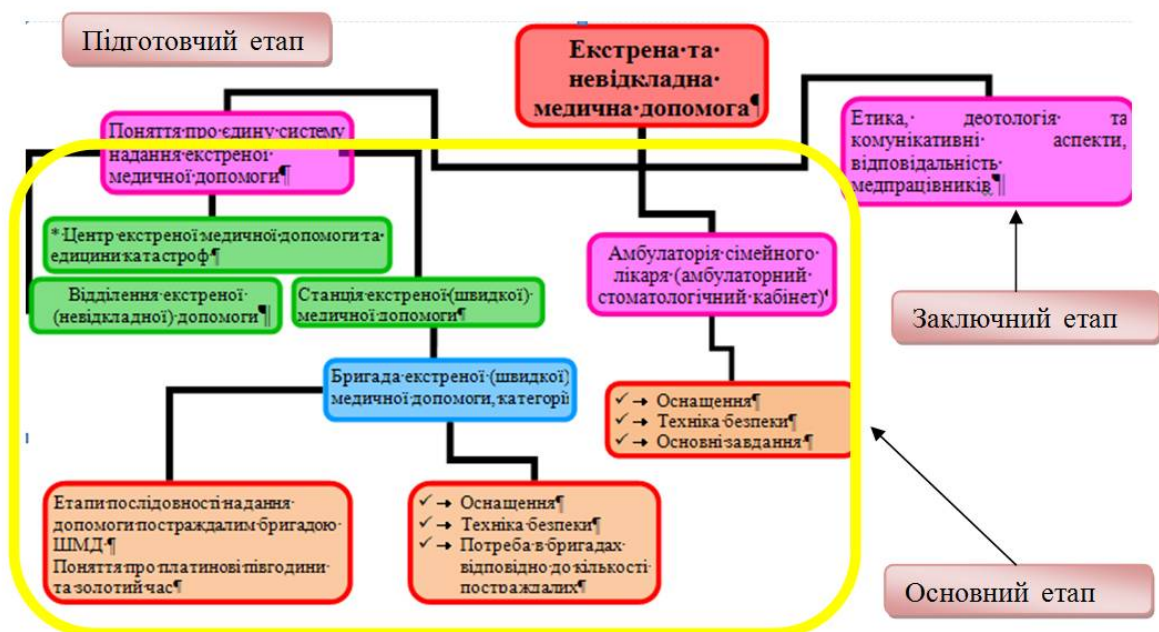 Підготовчий етап
Екстрена та
невідкладна
медична допомога¶
Поняття про єдину систему
надання екстреної
медичної допомоги¶
Етика, деотологія та
комунікативні аспекти,
відповідальність
медпрацівників¶
* Центр екстреної медичної допомоги та
едицини катастроф¶
Відділення екстреної
(невідкладної) допомоги¶
Станція екстреної (швидкої)
медичної допомоги¶
Амбулаторія сімейного
лікаря (амбулаторний
стоматологічний кабінет)
Заключний етап
Бригада екстреної (швидкої)
медичної допомоги, категорії
✓ → Оснащення¶
✓ → Техніка безпеки¶
✓ → Основні завдання¶
Етапи послідовності надання
допомоги постраждалим бригадою
ШМД¶
Поняття про платинові півгодини
та золотий час¶
✓ → Оснащення¶
✓ → Техніка безпеки¶
✓ → Потреба в бригадах
відповідно до кількості
постраждалих¶
Основний етап